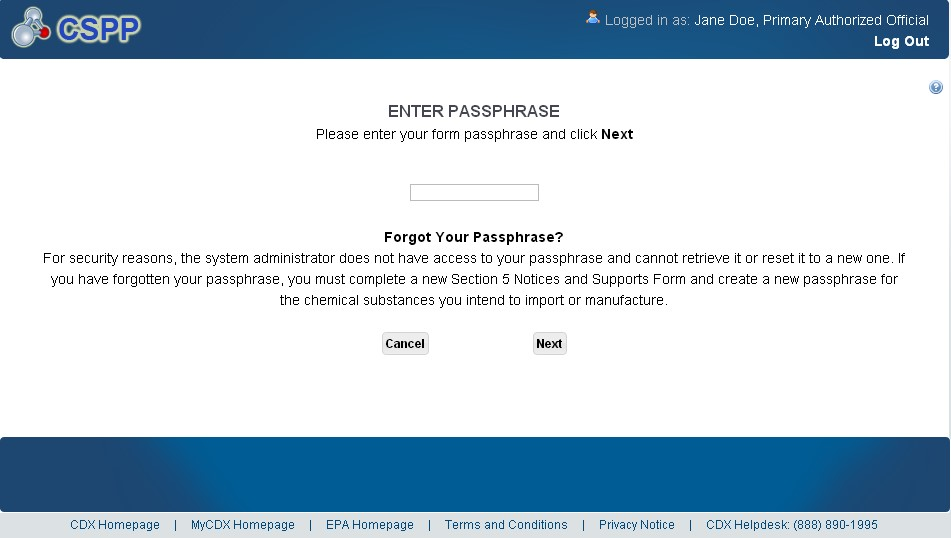 CSPP
Logged in as: Jane Doe, Primary Authorized Official
Log Out
ENTER PASSPHRASE
Please enter your form passphrase and click Next
Forgot Your Passphrase?
For security reasons, the system administrator does not have access to your passphrase and cannot retrieve it or reset it to a new one. If
you have forgotten your passphrase, you must complete a new Section 5 Notices and Supports Form and create a new passphrase for
the chemical substances you intend to import or manufacture.
Cancel Next
CDX Homepage | MyCDX Homepage | EPA Homepage | Terms and Conditions | Privacy Notice | CDX Helpdesk: (888) 890-1995